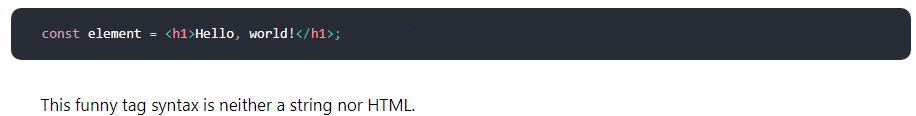 const element = <h1>Hello, world!</h1>;
This funny tag syntax is neither a string nor HTML.